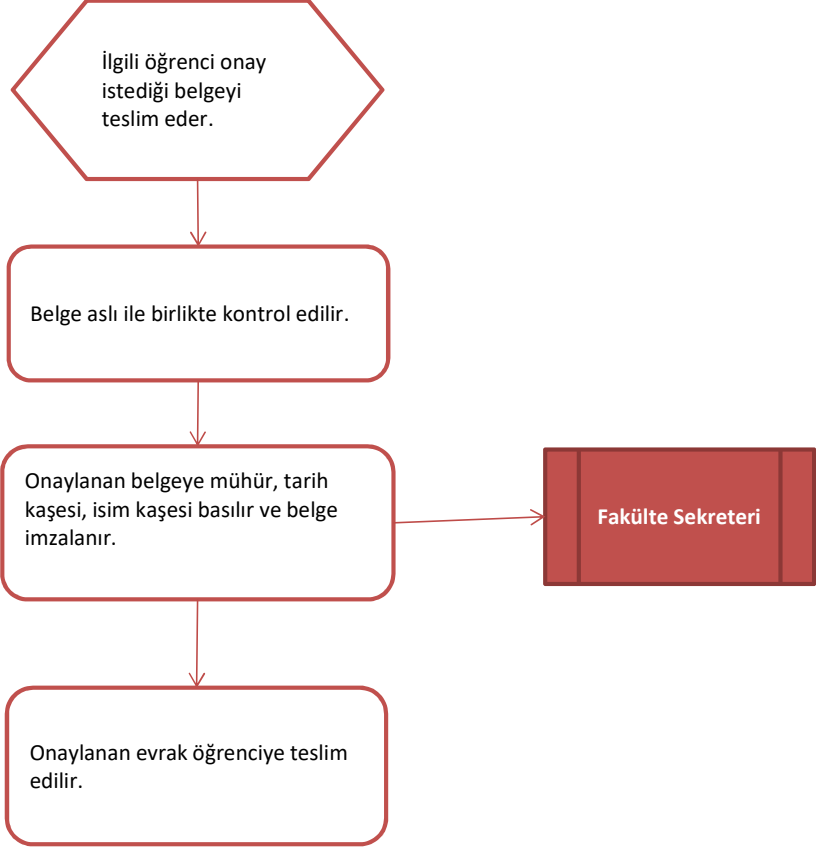 İlgili öğrenci onay
istediği belgeyi
teslim eder.
Belge aslı ile birlikte kontrol edilir.
Onaylanan belgeye mühür, tarih
kaşesi, isim kaşesi basılır ve belge
imzalanır.
Fakülte Sekreteri
Onaylanan evrak öğrenciye teslim
edilir.